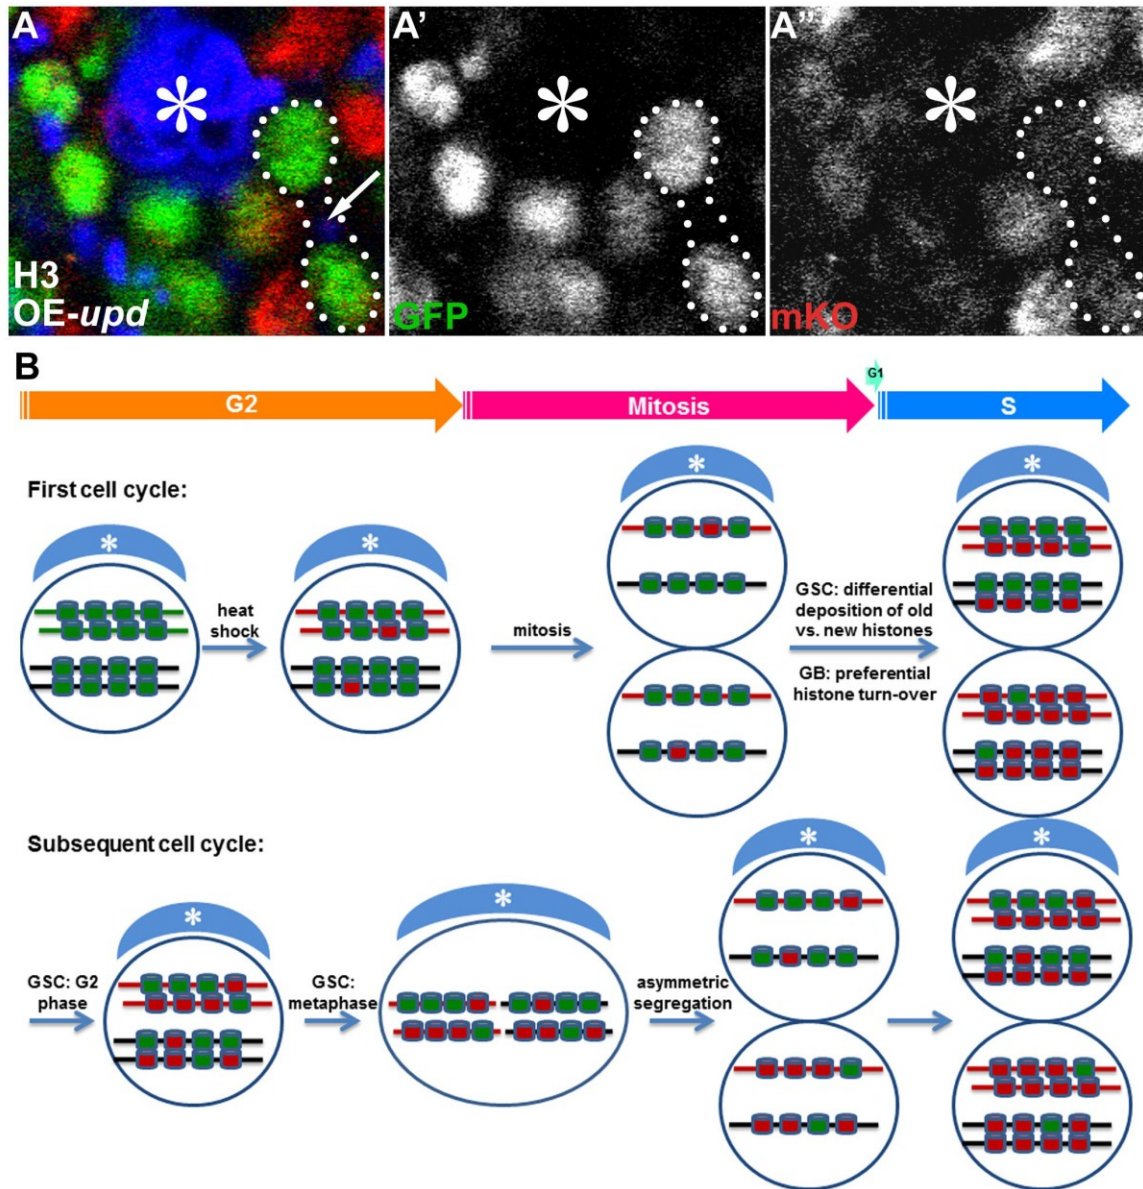 A
A'
A"
*
*
*
H3
OE-upd
GFP
mKO
B
G2
Mitosis
G1
S
First cell cycle:
*
*
*
*
heat
shock
mitosis
GSC: differential
deposition of old
vs. new histones
GB: preferential
histone turn-over
Subsequent cell cycle:
*
*
*
*
GSC: G2
phase
GSC:
metaphase
asymmetric
segregation